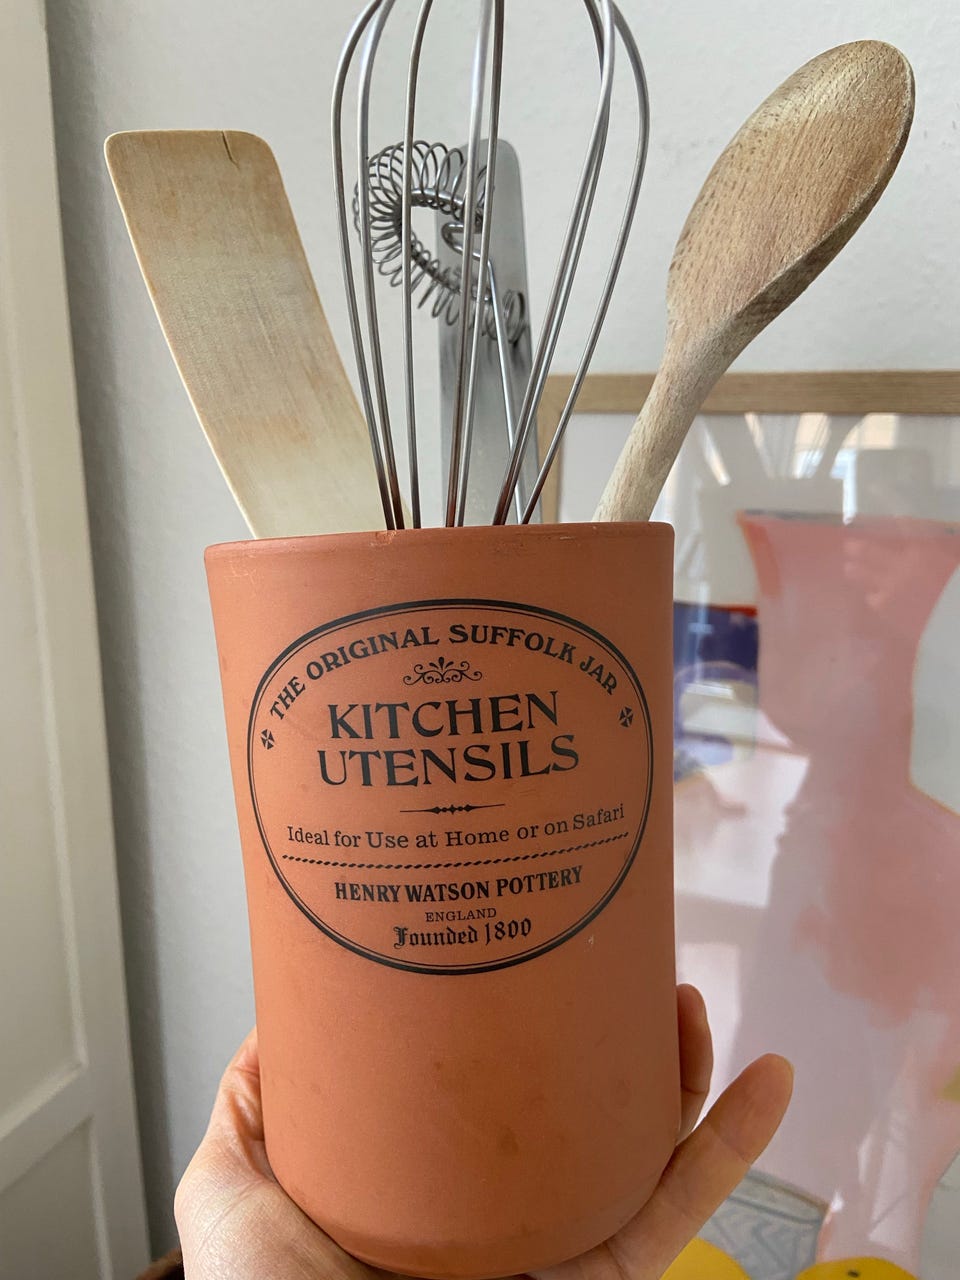 THE ORIGINAL SUFFOLK JAR
KITCHEN
UTENSILS
Ideal for Use at Home or on Safari
HENRY WATSON POTTERY
ENGLAND
Founded 1800